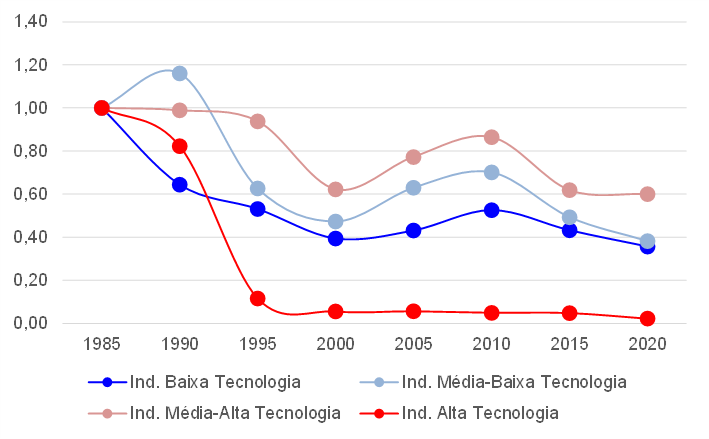 1,40
1,20
1,00
0,80
0,60
0,40
0,20
0,00
1985 1990 1995 2000 2005 2010 2015 2020
Ind. Baixa Tecnologia Ind. Média-Baixa Tecnologia
Ind. Média-Alta Tecnologia Ind. Alta Tecnologia